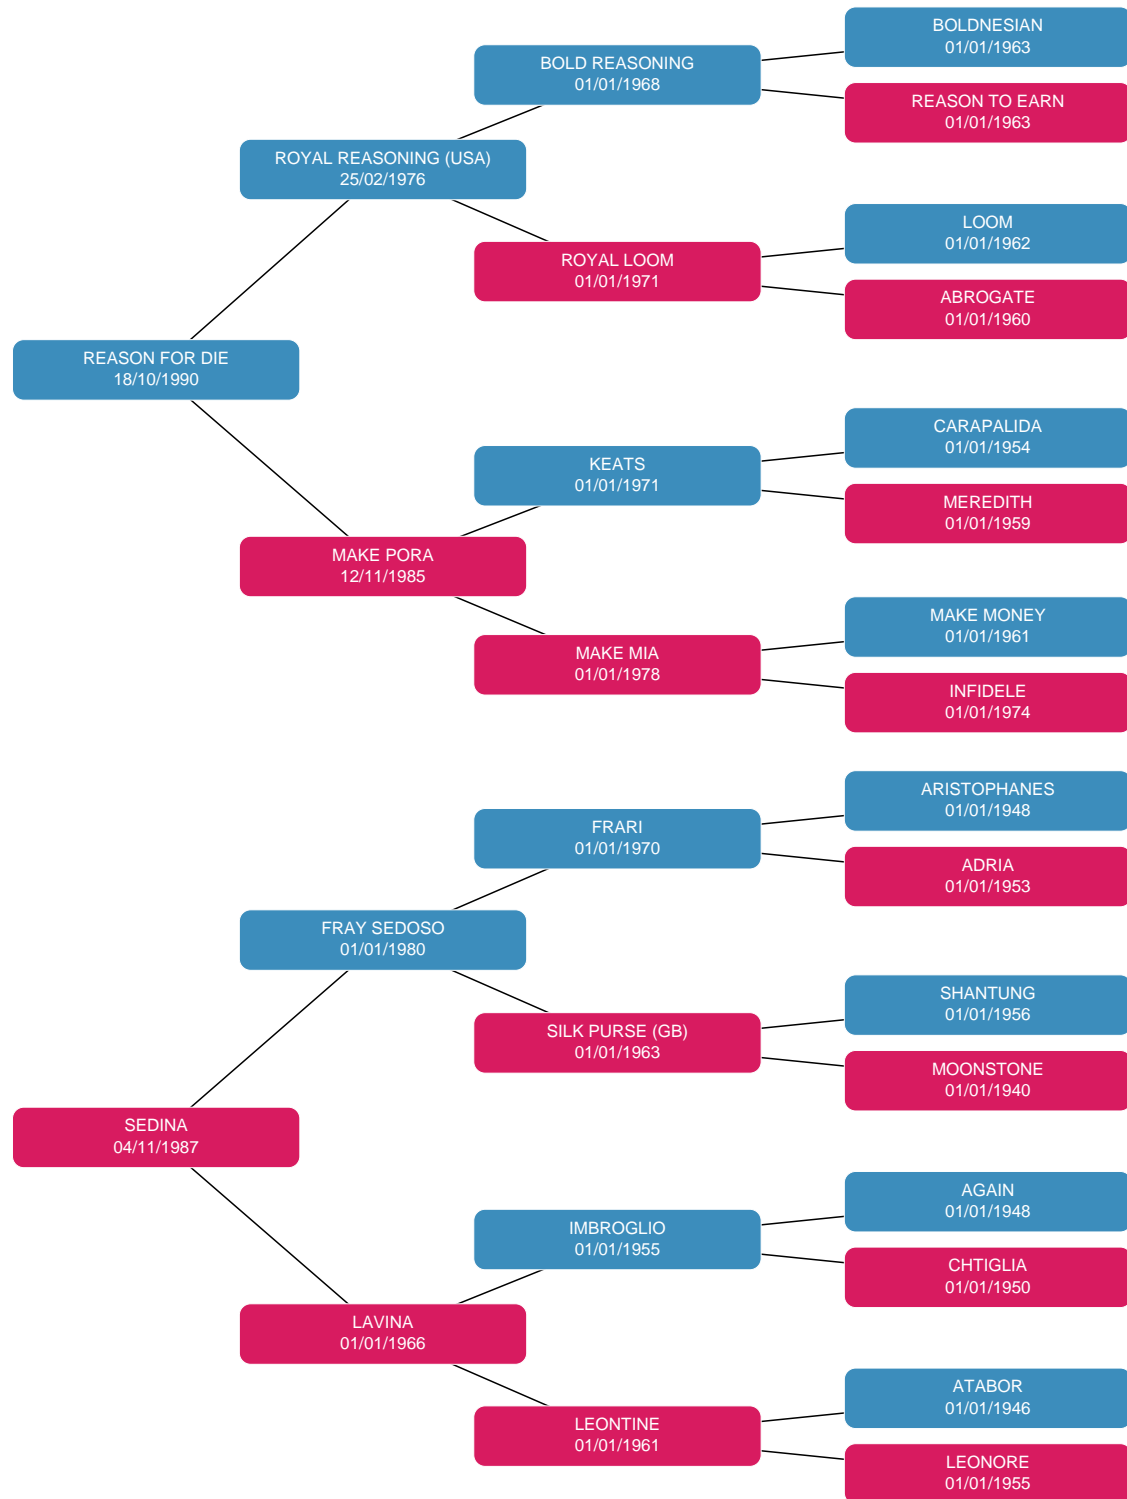 BOLDNESIAN
01/01/1963
BOLD REASONING
01/01/1968
REASON TO EARN
01/01/1963
ROYAL REASONING (USA)
25/02/1976
LOOM
01/01/1962
ROYAL LOOM
01/01/1971
ABROGATE
01/01/1960
REASON FOR DIE
18/10/1990
CARAPALIDA
01/01/1954
KEATS
01/01/1971
MEREDITH
01/01/1959
MAKE PORA
12/11/1985
MAKE MONEY
01/01/1961
MAKE MIA
01/01/1978
INFIDELE
01/01/1974
ARISTOPHANES
01/01/1948
FRARI
01/01/1970
ADRIA
01/01/1953
FRAY SEDOSO
01/01/1980
SHANTUNG
01/01/1956
SILK PURSE (GB)
01/01/1963
MOONSTONE
01/01/1940
SEDINA
04/11/1987
AGAIN
01/01/1948
IMBROGLIO
01/01/1955
CHTIGLIA
01/01/1950
LAVINA
01/01/1966
ATABOR
01/01/1946
LEONTINE
01/01/1961
LEONORE
01/01/1955